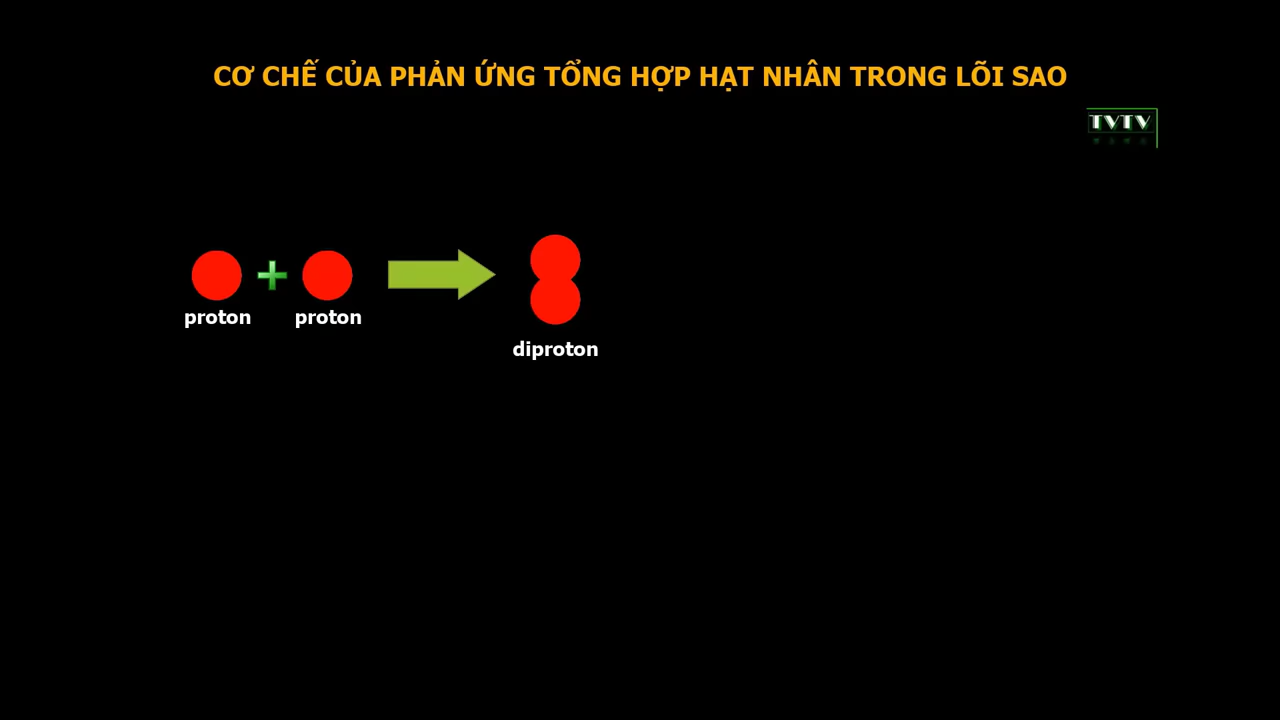 CƠ CHẾ CỦA PHẢN ỨNG TỔNG HỢP HẠT NHÂN TRONG LÕI SAO
TVTV
proton
proton
diproton